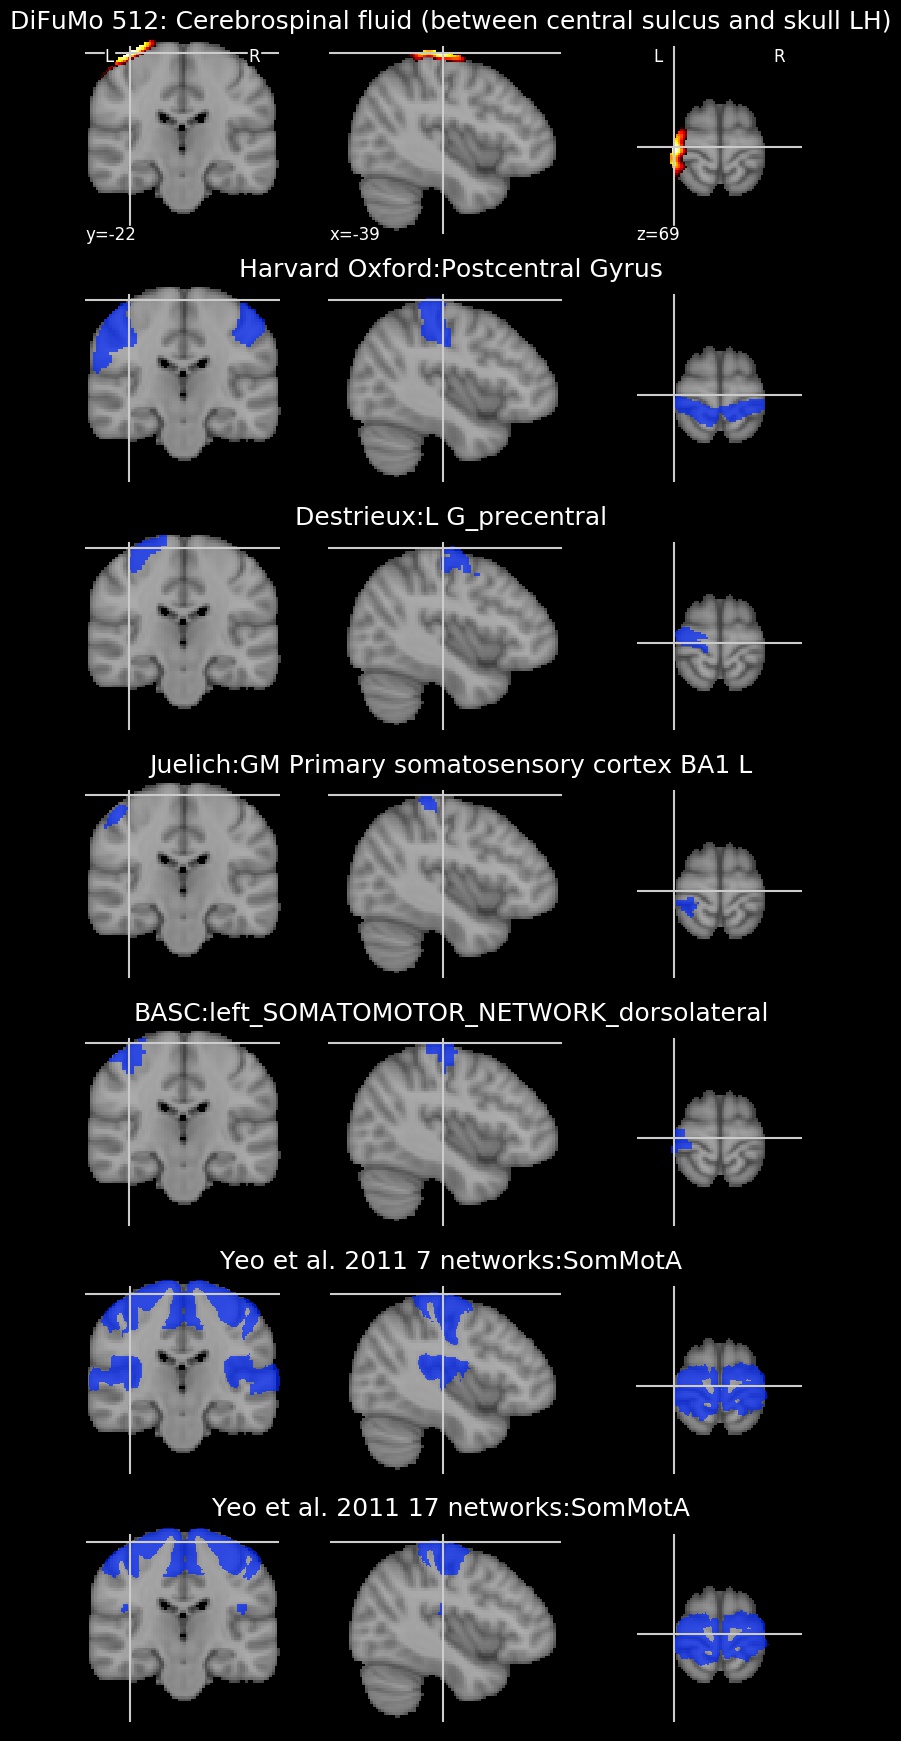 DiFuMo 512: Cerebrospinal fluid (between central sulcus and skull LH)
L R L R
y=-22 x=-39 z=69
Harvard Oxford:Postcentral Gyrus
Destrieux:L G_precentral
Juelich:GM Primary somatosensory cortex BA1 L
BASC:left_SOMATOMOTOR_NETWORK_dorsolateral
Yeo et al. 2011 7 networks:SomMotA
Yeo et al. 2011 17 networks:SomMotA